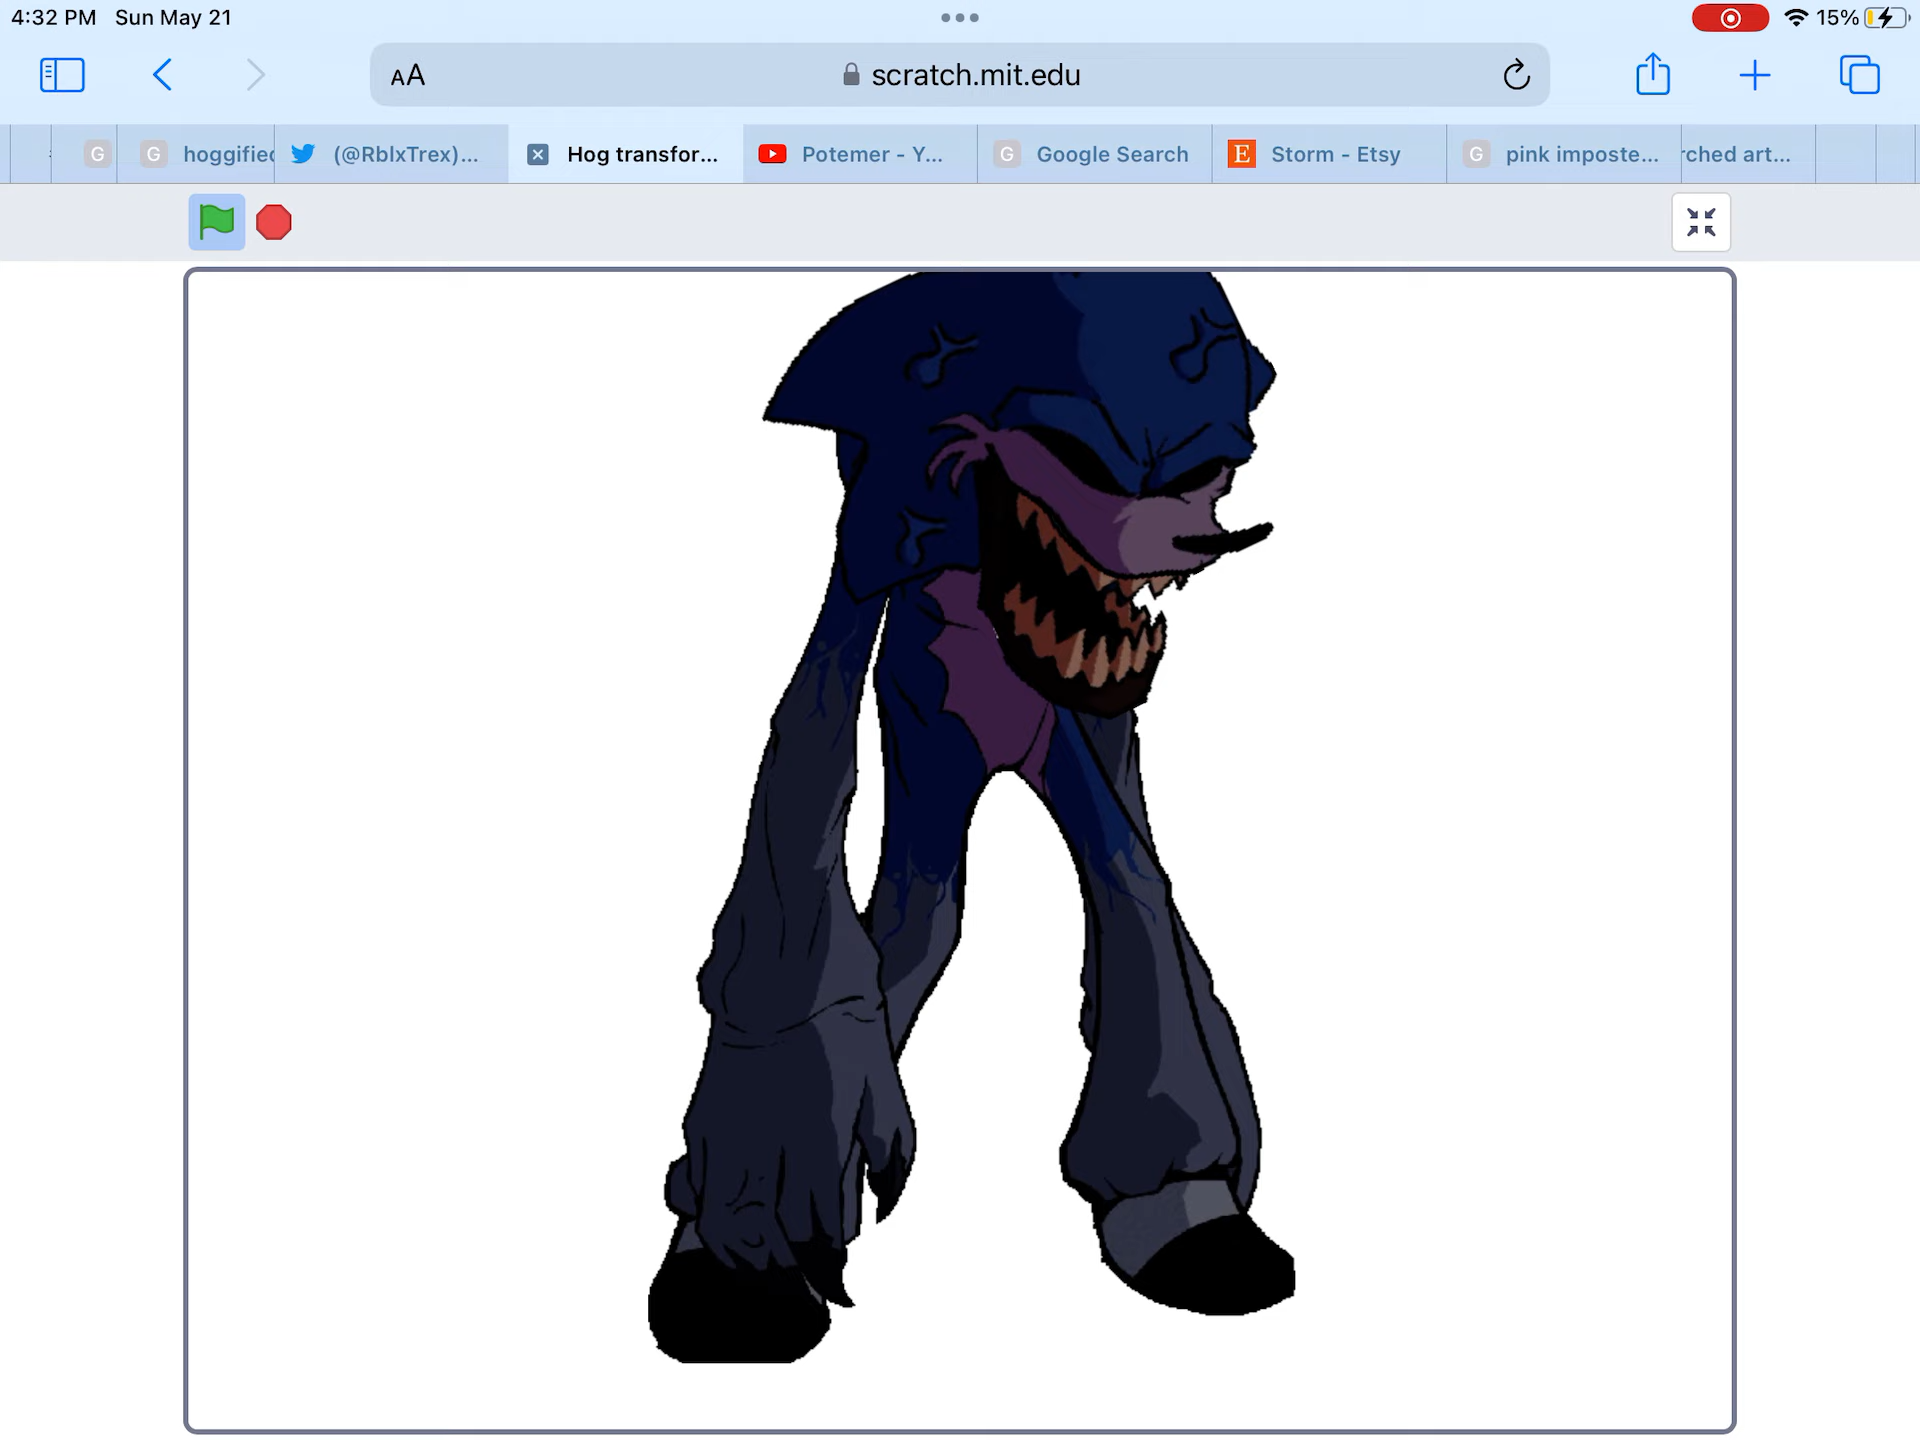 4:32 PM Sun May 21
15%
AA scratch.mit.edu
G G hoggified (@RblxTrex)... Hog transfor... Potemer - Y... G Google Search E Storm - Etsy G pink imposte... rched art...